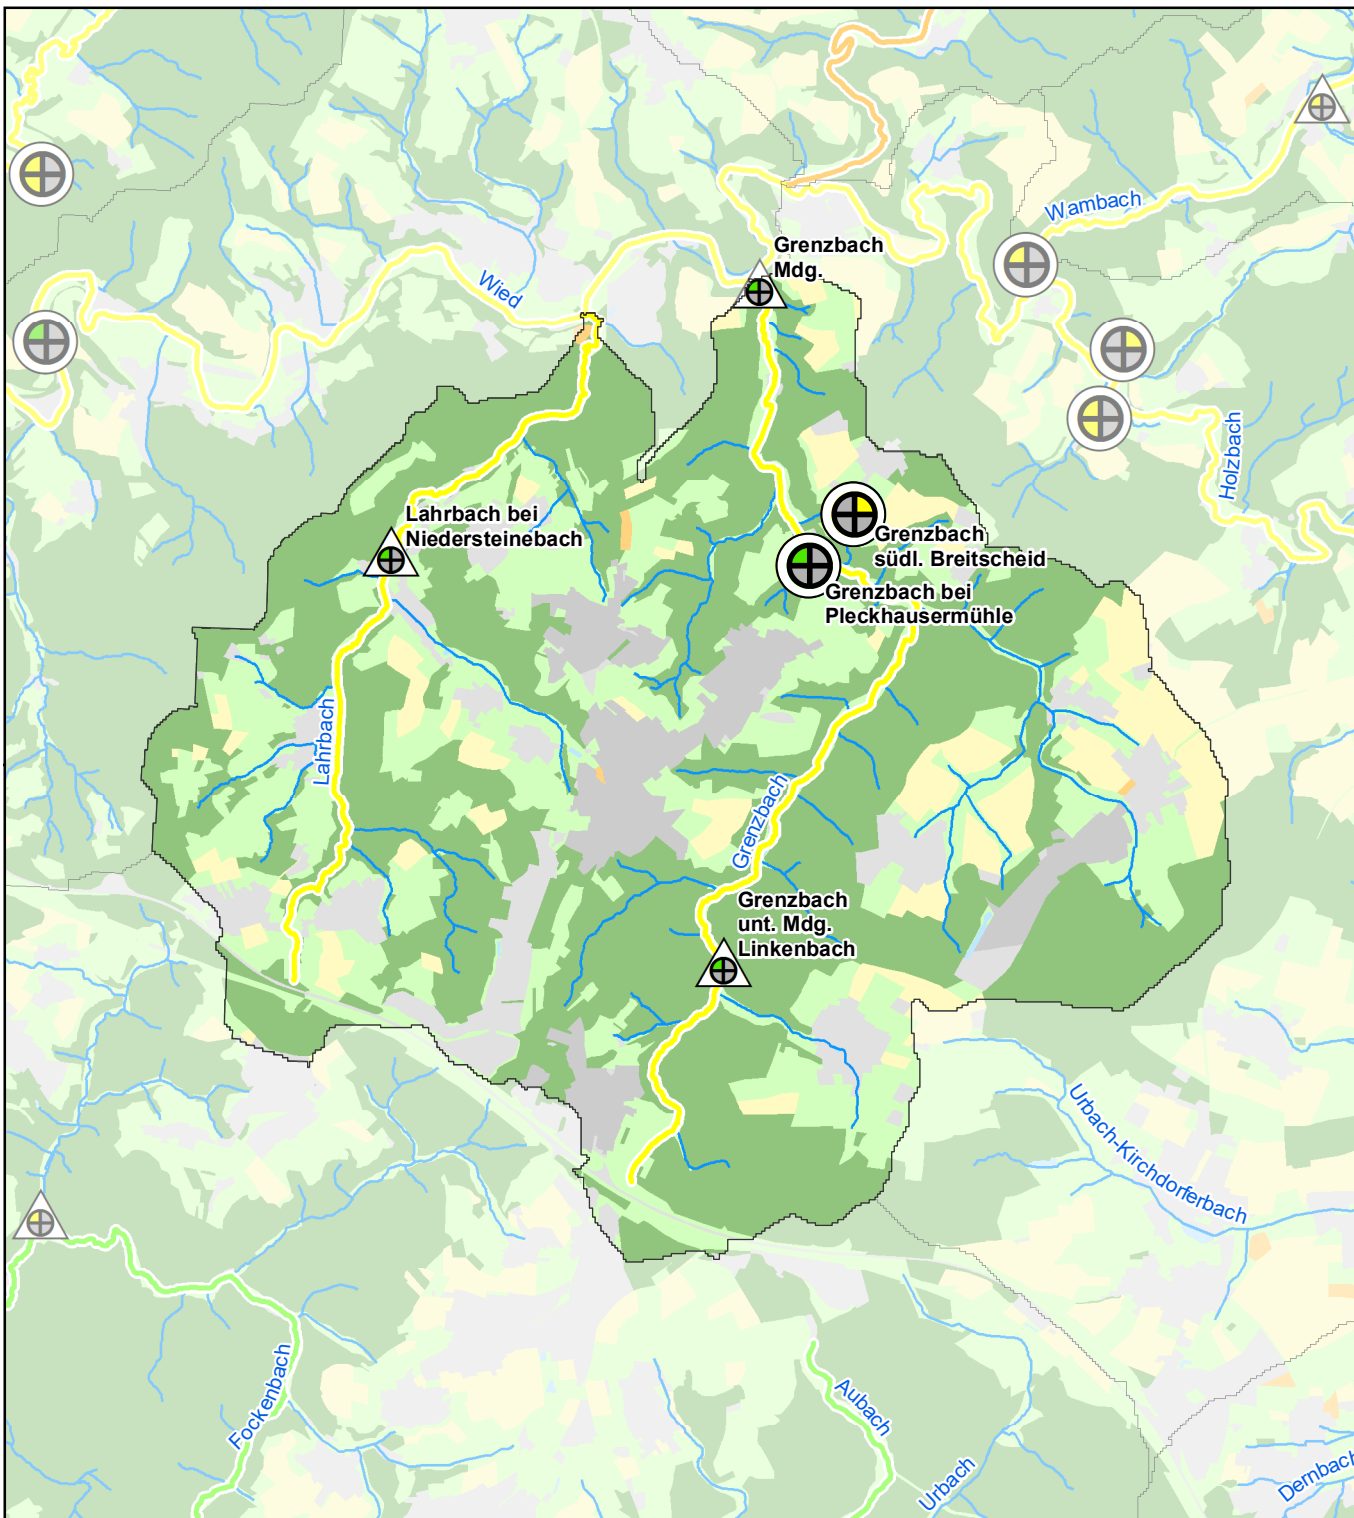 Wambach
Grenzbach
Mdg.
Wied
Holzbach
Lahrbach bei
Niedersteinebach
Grenzbach
südl. Breitscheid
Grenzbach bei
Pleckhausermühle
Lahrbach
Grenzbach
Grenzbach
unt. Mdg.
Linkenbach
Urbach-Kirchdorferbach
Fockenbach
Aubach
Urbach
Dernbach